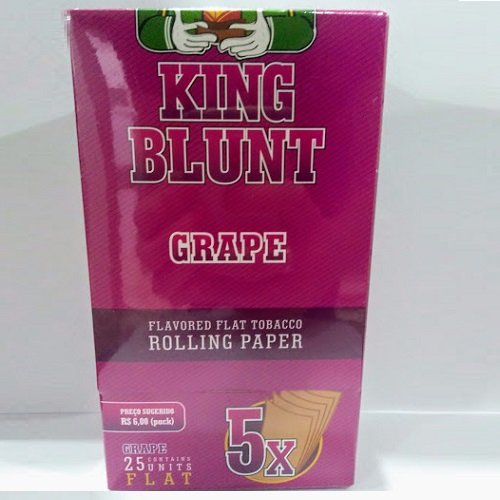 KING
BLUNT
GRAPE
FLAVORED FLAT TOBACCO
ROLLING PAPER
PREÇO SUGERIDO
R$ 6,00 (pack)
GRAPE
25 CONTAINS UNITS
FLAT
5X